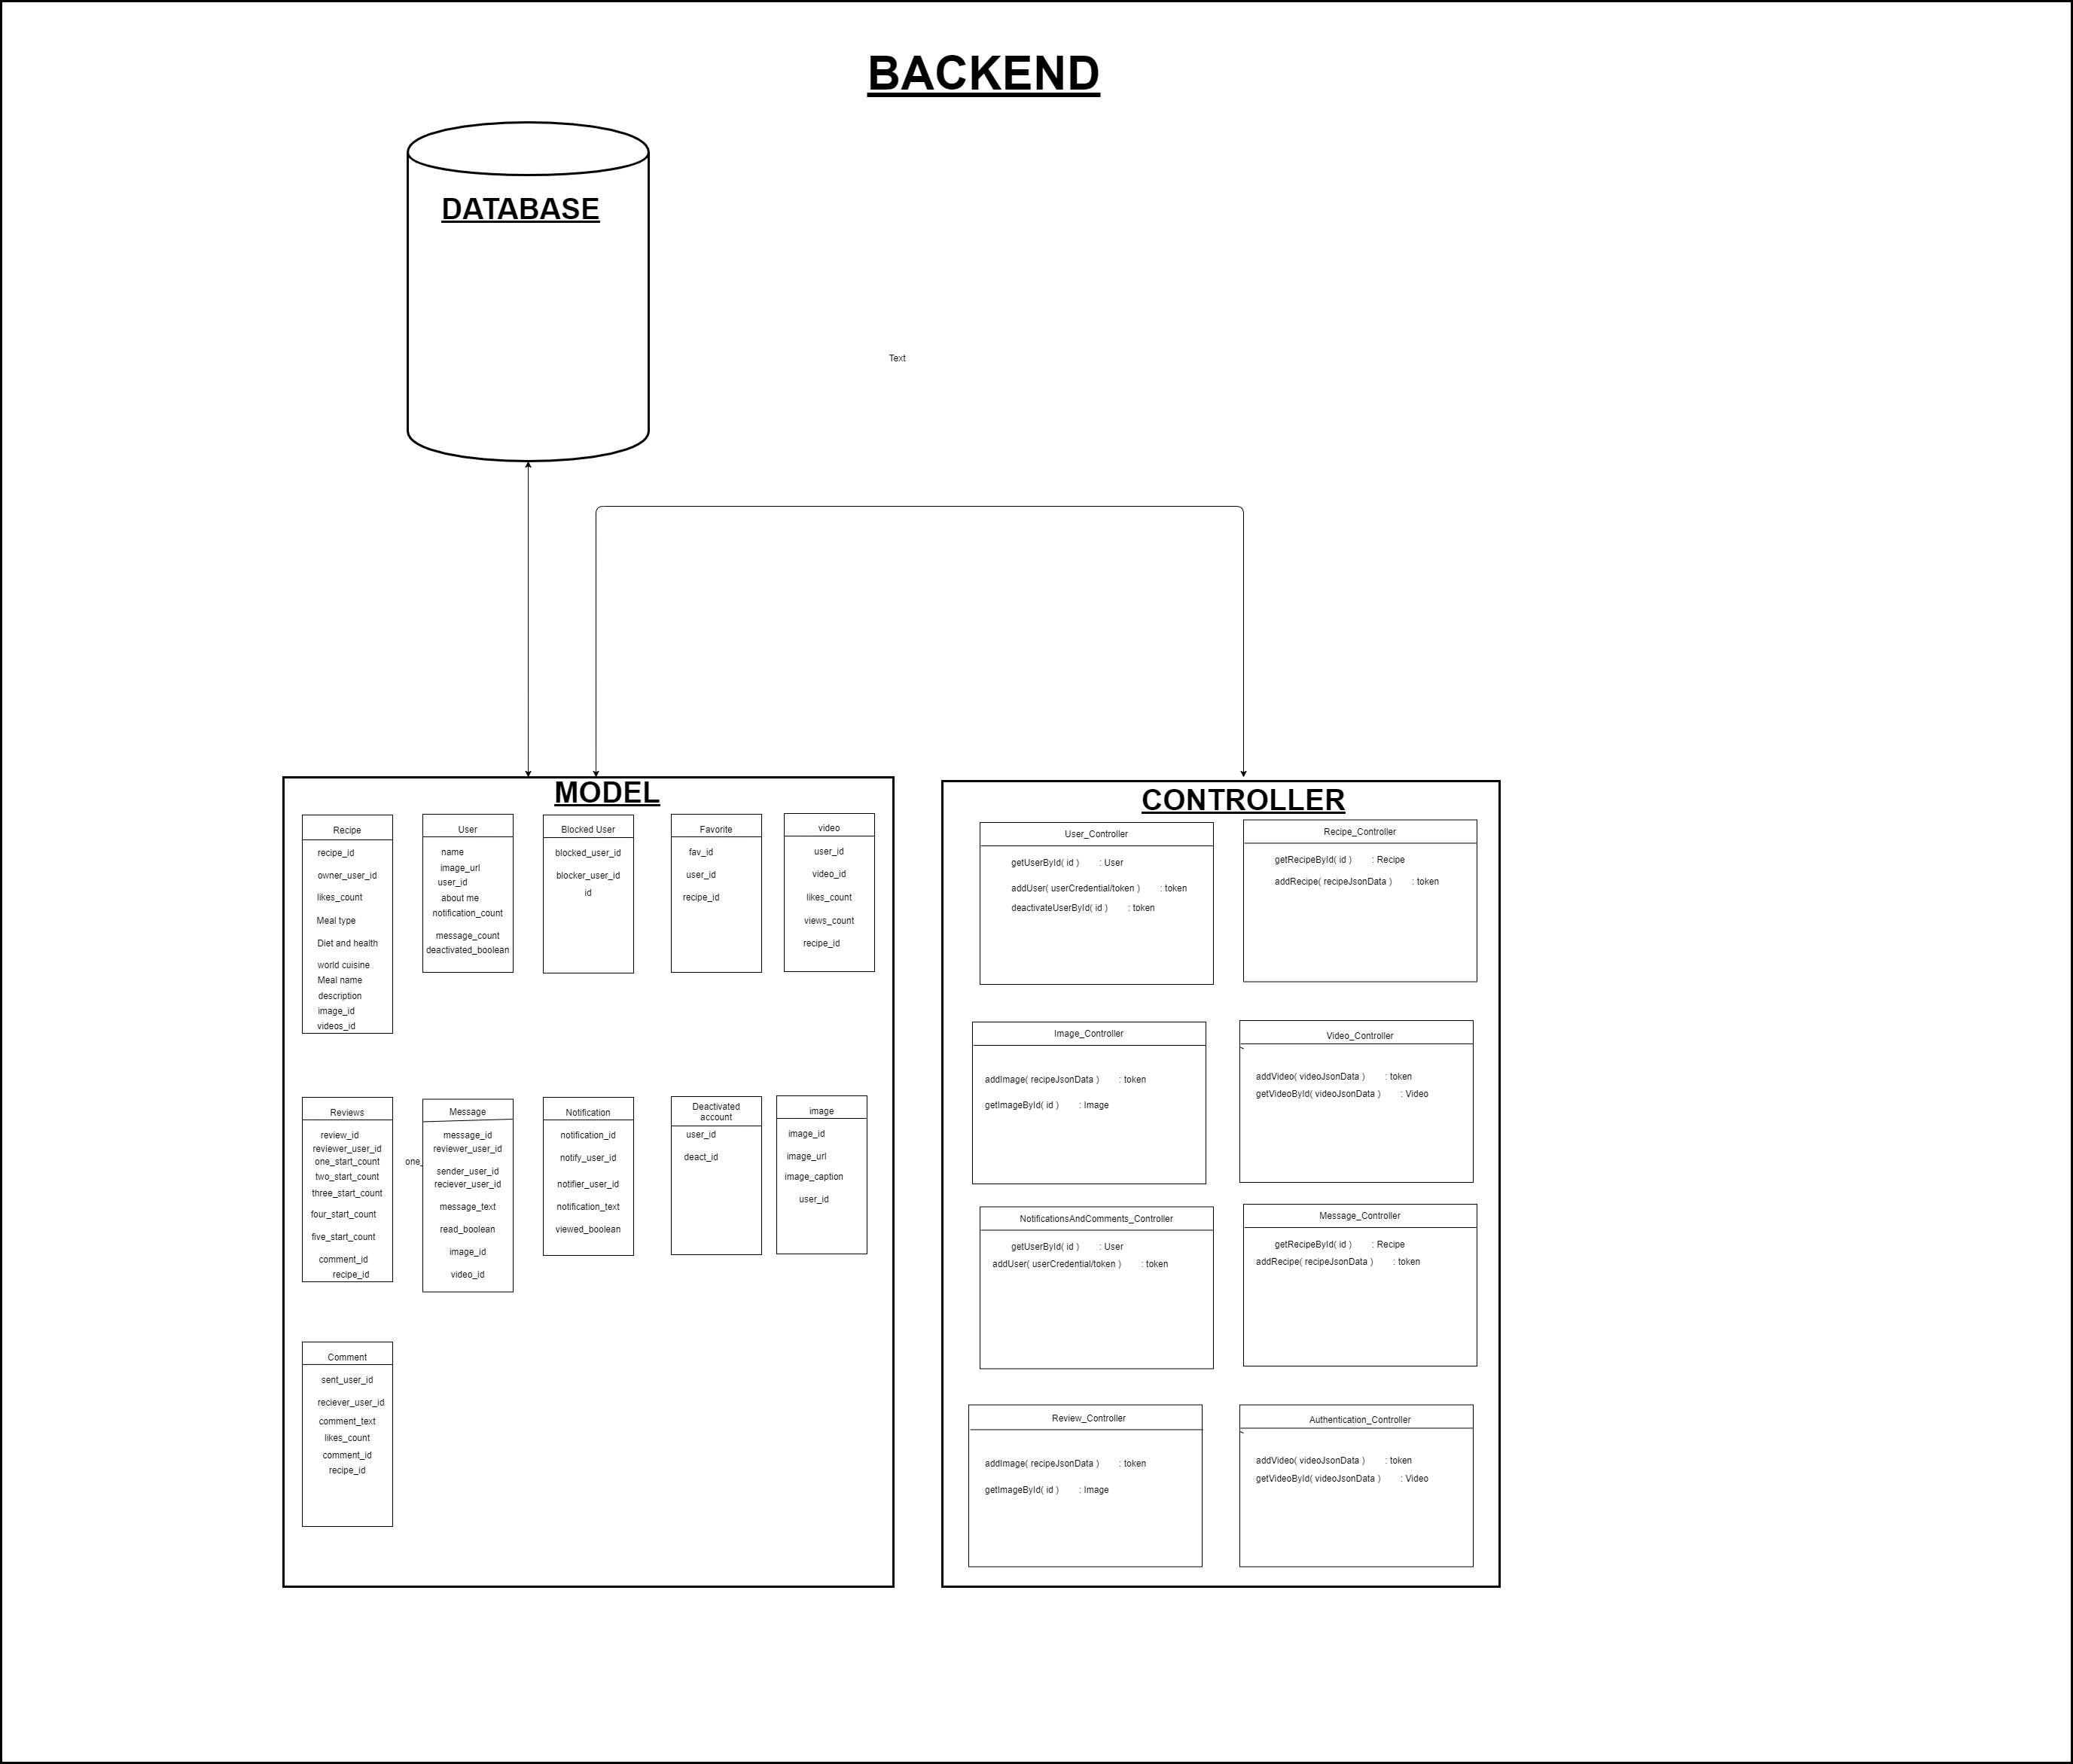 BACKEND
DATABASE
Text
MODEL
Recipe
recipe_id
owner_user_id
likes_count
Meal type
Diet and health
world cuisine
Meal name
description
image_id
videos_id
User
name
image_url
user_id
about me
notification_count
message_count
deactivated_boolean
Blocked User
blocked_user_id
blocker_user_id
id
Favorite
fav_id
user_id
recipe_id
video
user_id
video_id
likes_count
views_count
recipe_id
Reviews
review_id
reviewer_user_id
one_start_count
two_start_count
three_start_count
four_start_count
five_start_count
comment_id
recipe_id
one_
Message
message_id
reviewer_user_id
sender_user_id
reciever_user_id
message_text
read_boolean
image_id
video_id
Notification
notification_id
notify_user_id
notifier_user_id
notification_text
viewed_boolean
Deactivated
account
user_id
deact_id
image
image_id
image_url
image_caption
user_id
Comment
sent_user_id
reciever_user_id
comment_text
likes_count
comment_id
recipe_id
CONTROLLER
User_Controller
getUserById( id ) : User
addUser( userCredential/token ) : token
deactivateUserById( id ) : token
Recipe_Controller
getRecipeById( id ) : Recipe
addRecipe( recipeJsonData ) : token
Image_Controller
addImage( recipeJsonData ) : token
getImageById( id ) : Image
Video_Controller
addVideo( videoJsonData ) : token
getVideoById( videoJsonData ) : Video
NotificationsAndComments_Controller
getUserById( id ) : User
addUser( userCredential/token ) : token
Message_Controller
getRecipeById( id ) : Recipe
addRecipe( recipeJsonData ) : token
Review_Controller
addImage( recipeJsonData ) : token
getImageById( id ) : Image
Authentication_Controller
addVideo( videoJsonData ) : token
getVideoById( videoJsonData ) : Video